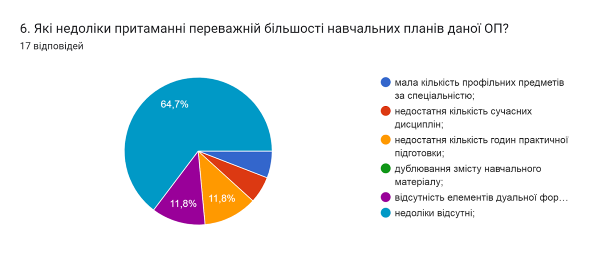 6. Які недоліки притаманні переважній більшості навчальних планів даної ОП?
17 відповідей
64,7%
11,8%
11,8%
мала кількість профільних предметів
за спеціальністю;
недостатня кількість сучасних
дисциплін;
недостатня кількість годин практичної
підготовки;
дублювання змісту навчального
матеріалу;
відсутність елементів дуальної фор…
недоліки відсутні;